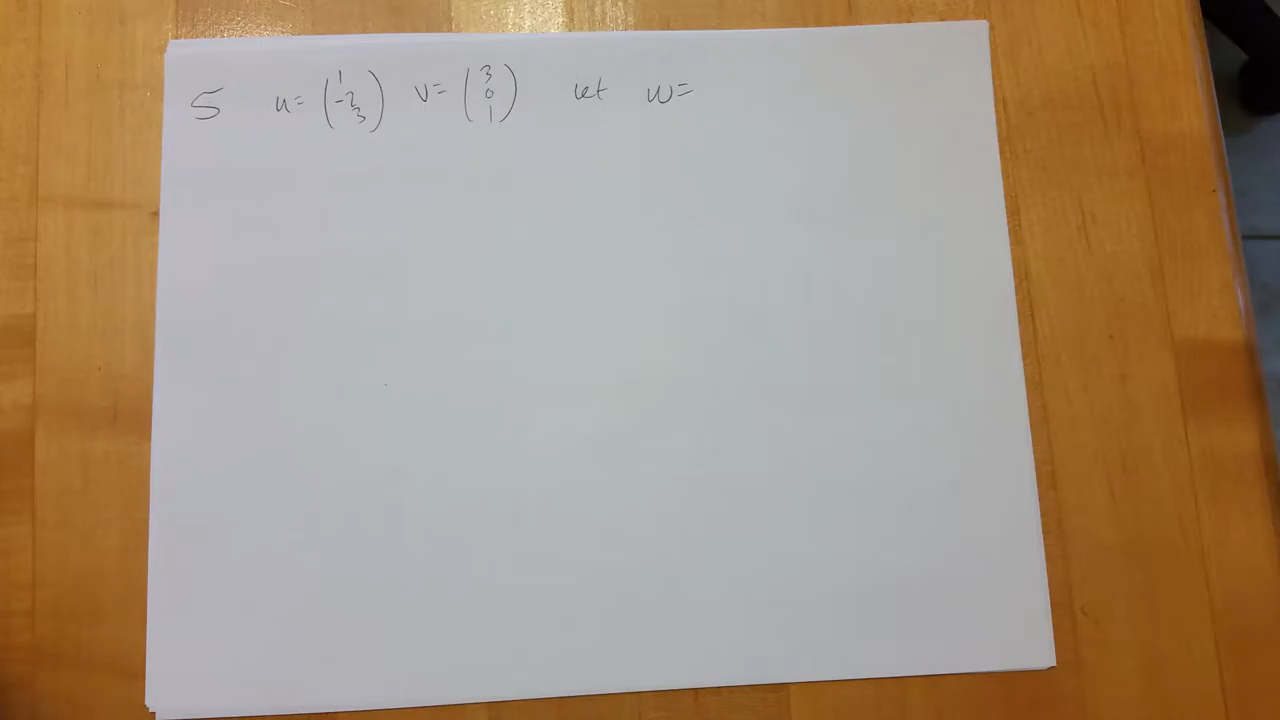 5 u= (1 -2 3) v= (3 0 1) let w=